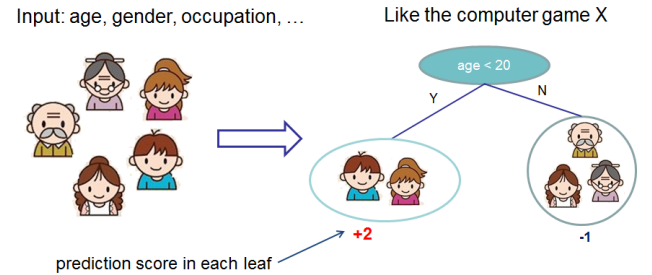 Input: age, gender, occupation, …
Like the computer game X
age < 20
Y
N
+2
-1
prediction score in each leaf